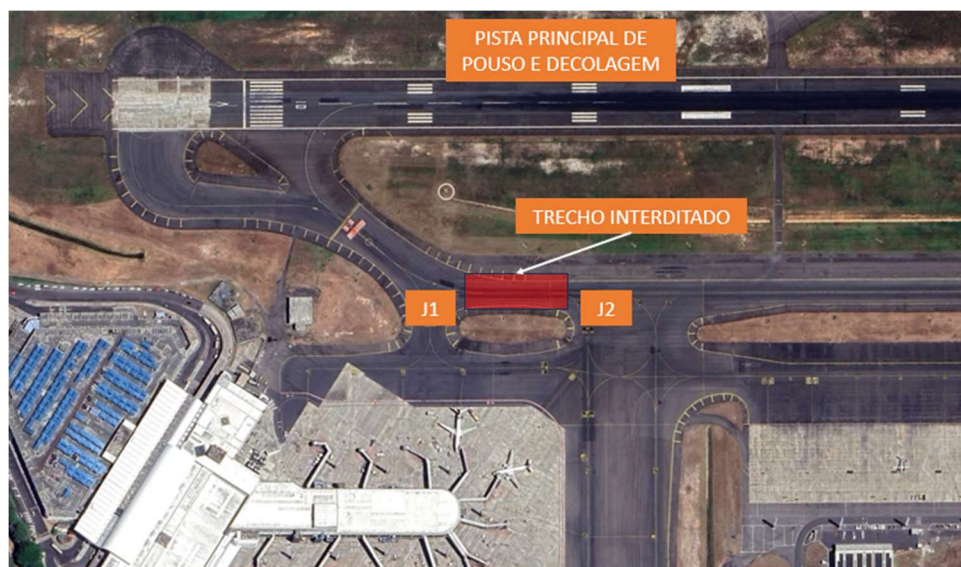 PISTA PRINCIPAL DE
POUSO E DECOLAGEM
TRECHO INTERDITADO
J1
J2